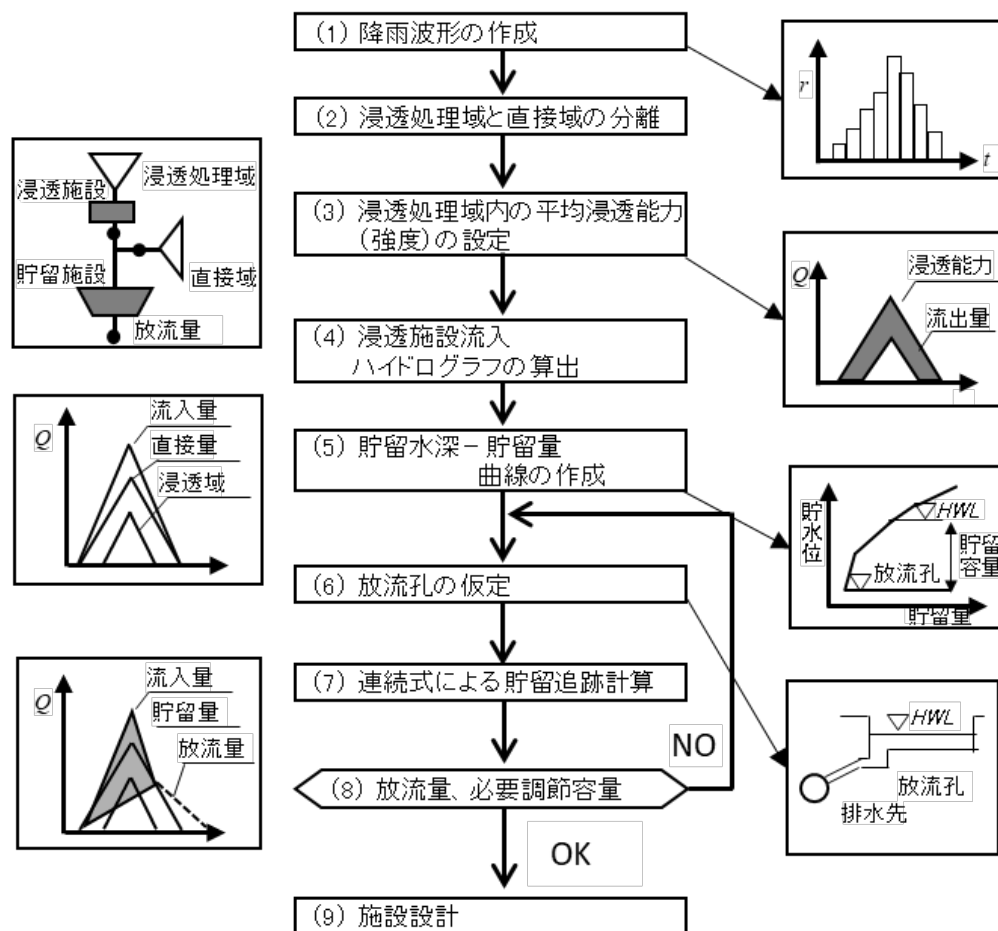 (1) 降雨波形の作成
(2) 浸透処理域と直接域の分離
(3) 浸透処理域内の平均浸透能力
(強度)の設定
(4) 浸透施設流入
ハイドログラフの算出
(5) 貯留水深－貯留量
曲線の作成
(6) 放流孔の仮定
(7) 連続式による貯留追跡計算
(8) 放流量、必要調節容量
NO
OK
(9) 施設設計
浸透処理域
浸透施設
貯留施設
直接域
放流量
Q
流入量
直接量
浸透域
Q
流入量
貯留量
放流量
r
t
Q
浸透能力
流出量
貯水位
HWL
貯留
容量
放流孔
貯留量
HWL
放流孔
排水先